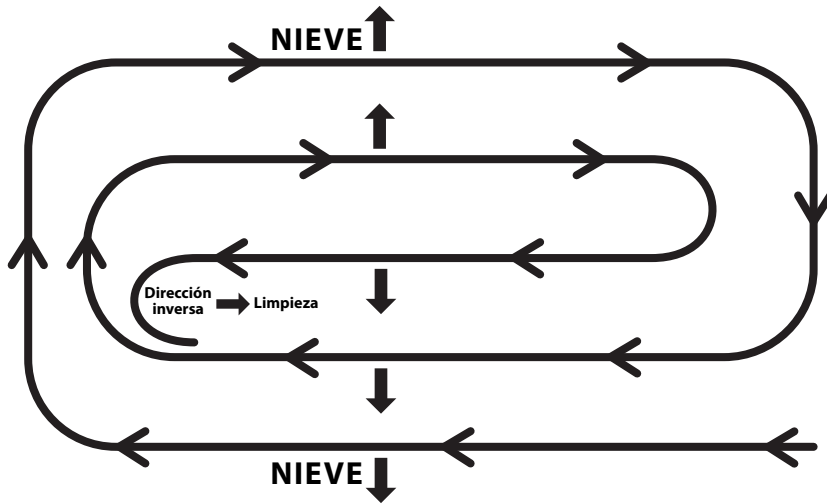 NIEVE
Dirección
inversa
Limpieza
NIEVE